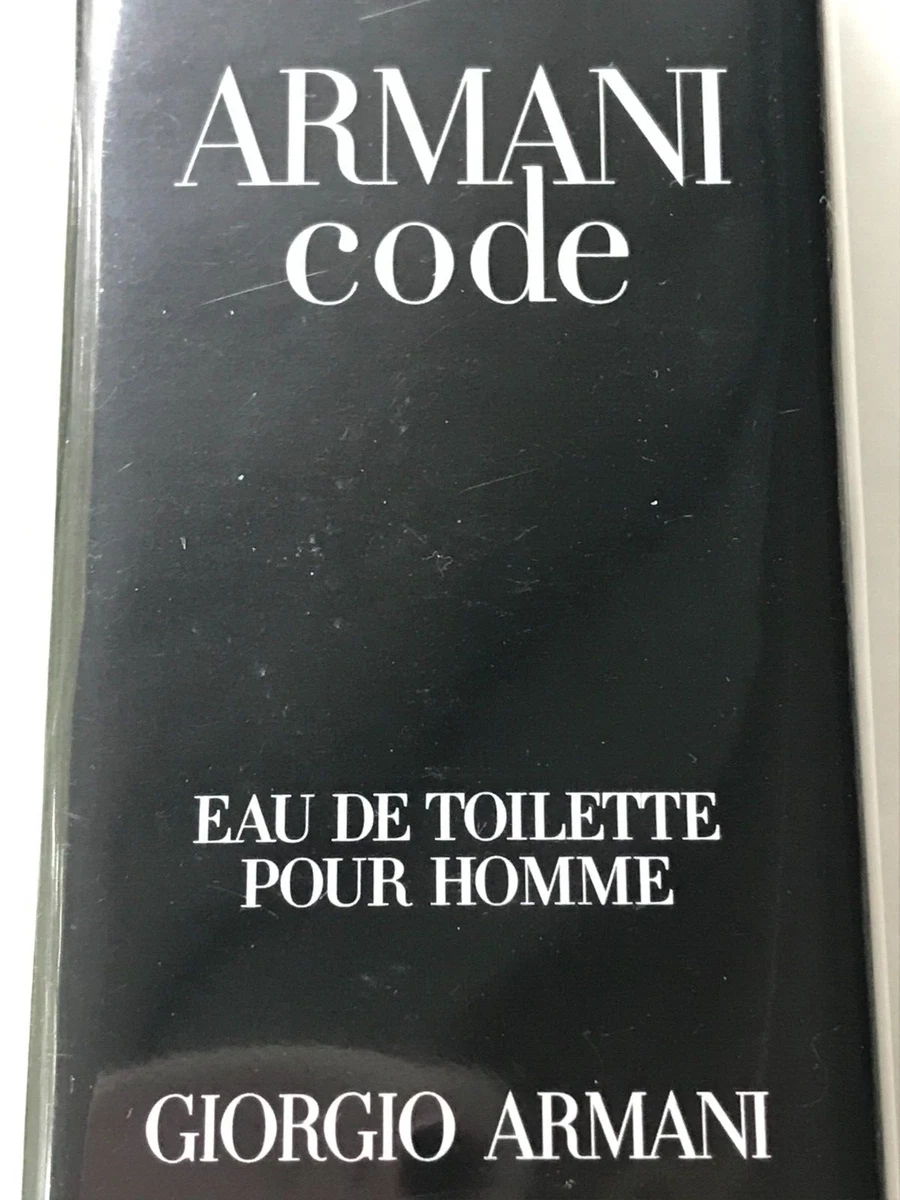 ARMANI
code
EAU DE TOILETTE
POUR HOMME
GIORGIO ARMANI